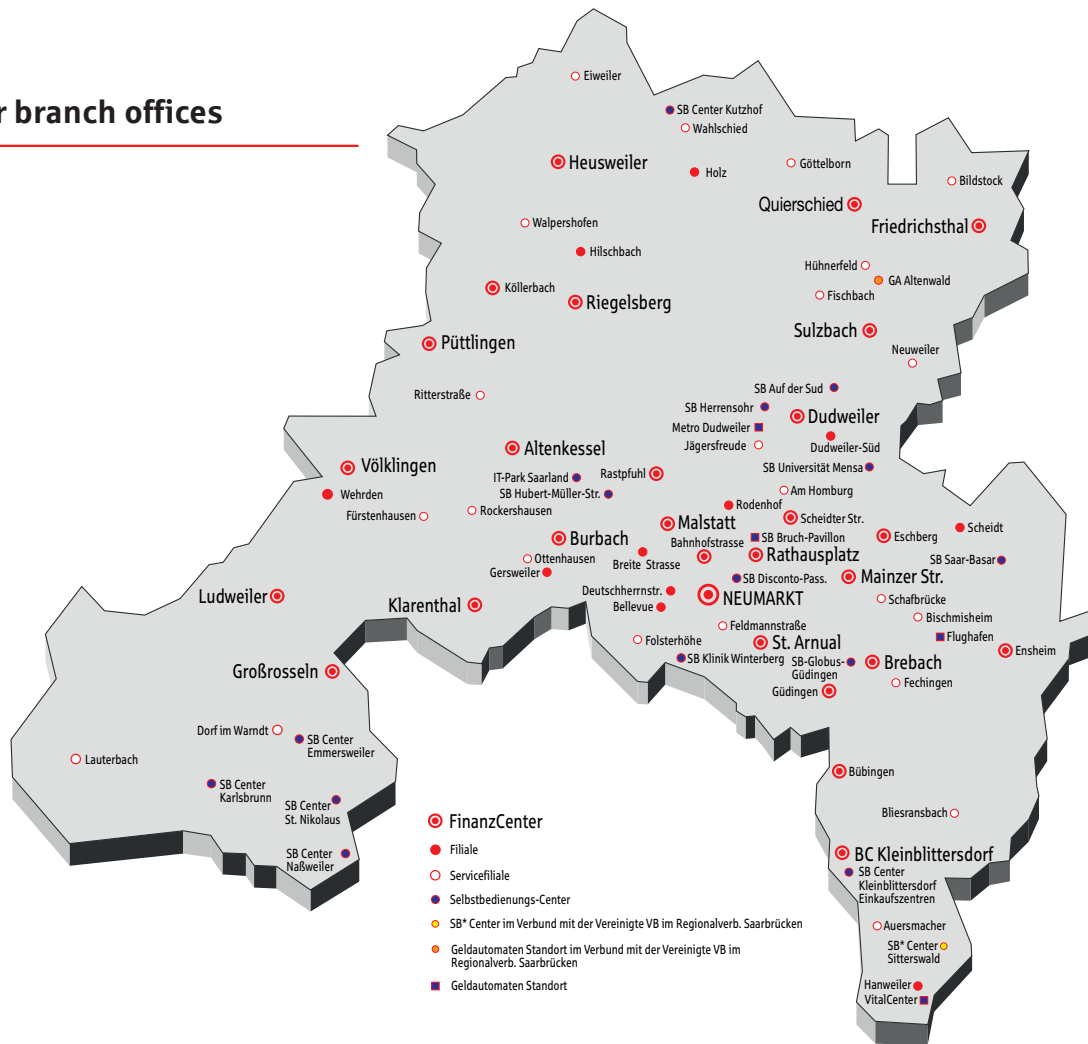 r branch offices
Eiweiler
SB Center Kutzhof
Wahlschied
Heusweiler
Holz
Göttelborn
Bildstock
Quierschied
Friedrichsthal
Walpershofen
Hilschbach
Hühnerfeld
GA Altenwald
Köllerbach
Fischbach
Riegelsberg
Sulzbach
Püttlingen
Neuweiler
Ritterstraße
SB Auf der Sud
SB Herrensohr
Dudweiler
Metro Dudweiler
Jägersfreude
Dudweiler-Süd
Altenkessel
Völklingen
SB Universität Mensa
IT-Park Saarland
Rastpfuhl
Wehrden
SB Hubert-Müller-Str.
Am Homburg
Rodenhof
Fürstenhausen
Rockershausen
Malstatt
Scheidter Str.
Scheidt
Burbach
Bahnhofstrasse
SB Bruch-Pavillon
Eschberg
Ottenhausen
Breite Strasse
Rathausplatz
SB Saar-Basar
Gersweiler
SB Disconto-Pass.
Mainzer Str.
Ludweiler
Klarenthal
Deutschherrnstr.
NEUMARKT
Schafbrücke
Bellevue
Bischmisheim
Feldmannstraße
Folsterhöhe
St. Arnual
Flughafen
Ensheim
SB Klinik Winterberg
SB-Globus-
Güdingen
Brebach
Großrosseln
Fechingen
Güdingen
Dorf im Warndt
SB Center
Emmersweiler
Lauterbach
Bübingen
SB Center
Karlsbrunn
SB Center
St. Nikolaus
Bliesransbach
SB Center
Naßweiler
BC Kleinblittersdorf
SB Center
Kleinblittersdorf
Einkaufszentren
Auersmacher
SB* Center
Sitterswald
Hanweiler
VitalCenter
FinanzCenter
Filiale
Servicefiliale
Selbstbedienungs-Center
SB* Center im Verbund mit der Vereinigte VB im Regionalverb. Saarbrücken
Geldautomaten Standort im Verbund mit der Vereinigte VB im
Regionalverb. Saarbrücken
Geldautomaten Standort